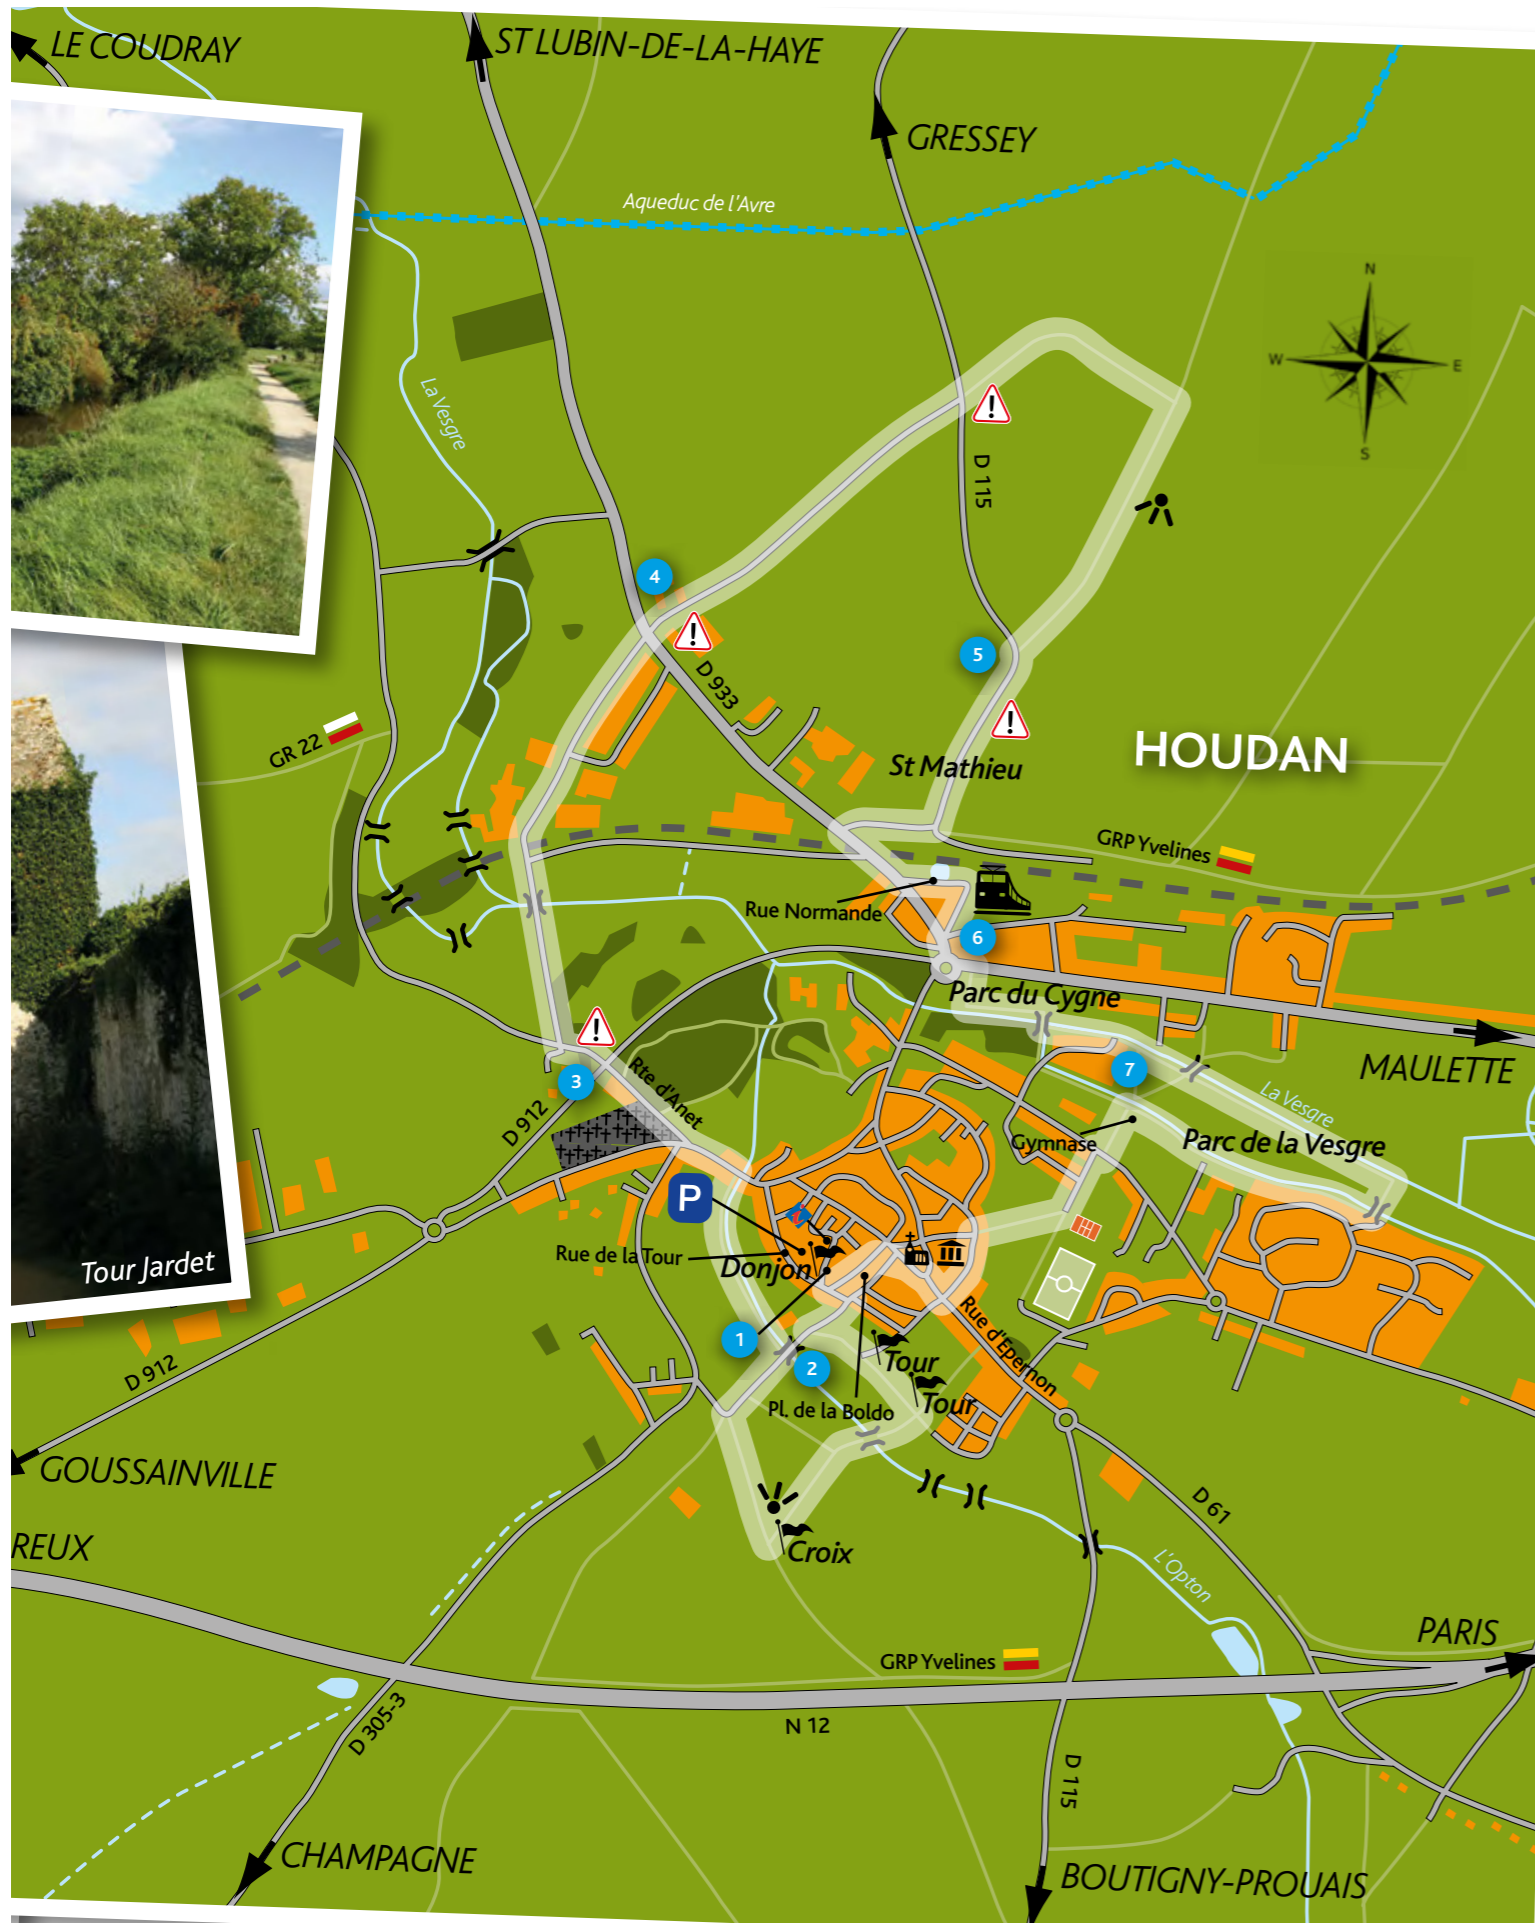 LE COUDRAY
ST LUBIN-DE-LA-HAYE
GRESSEY
Aqueduc de l'Avre
N
W
E
S
La Vesgre
D 115
4
5
D 933
GR 22
HOUDAN
St Mathieu
GRP Yvelines
Rue Normande
6
Parc du Cygne
MAULETTE
3
Rte d'Anet
7
D 912
La Vesgre
Gymnase
Parc de la Vesgre
P
Tour Jardet
Rue de la Tour
Donjon
Rue d'Epernon
1
2
Tour
Tour
Pl. de la Boldo
D 912
GOUSSAINVILLE
D 61
REUX
Croix
L'Opton
PARIS
GRP Yvelines
N 12
D 305-3
D 115
CHAMPAGNE
BOUTIGNY-PROUAIS